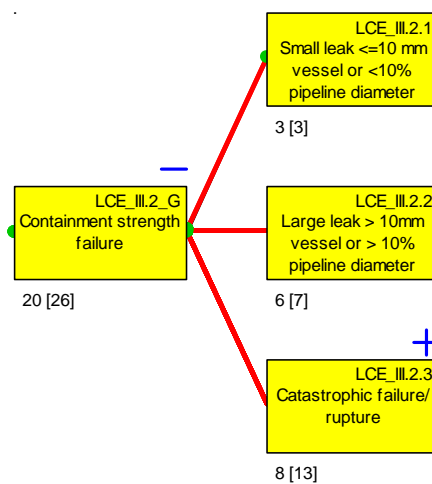 LCE_III.2.1
Small leak <=10 mm
vessel or <10%
pipeline diameter
3 [3]
LCE_III.2_G
Containment strength
failure
20 [26]
LCE_III.2.2
Large leak > 10mm
vessel or > 10%
pipeline diameter
6 [7]
LCE_III.2.3
Catastrophic failure/
rupture
8 [13]